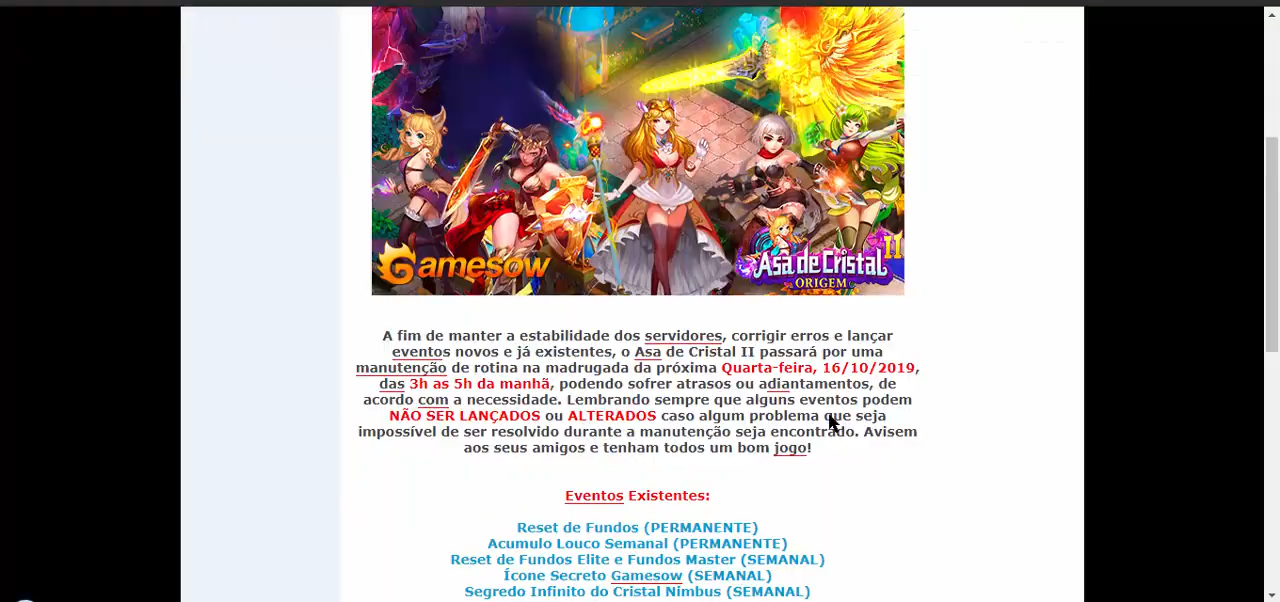 Gamesow
Asa de Cristal II
ORIGEM
A fim de manter a estabilidade dos servidores, corrigir erros e lançar
eventos novos e já existentes, o Asa de Cristal II passará por uma
manutenção de rotina na madrugada da próxima Quarta-feira, 16/10/2019,
das 3h as 5h da manhã, podendo sofrer atrasos ou adiantamentos, de
acordo com a necessidade. Lembrando sempre que alguns eventos podem
NÃO SER LANÇADOS ou ALTERADOS caso algum problema que seja
impossível de ser resolvido durante a manutenção seja encontrado. Avisem
aos seus amigos e tenham todos um bom jogo!
Eventos Existentes:
Reset de Fundos (PERMANENTE)
Acumulo Louco Semanal (PERMANENTE)
Reset de Fundos Elite e Fundos Master (SEMANAL)
Ícone Secreto Gamesow (SEMANAL)
Segredo Infinito do Cristal Nimbus (SEMANAL)